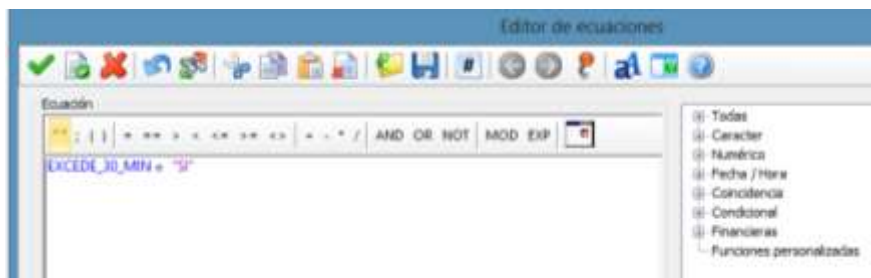 Editor de ecuaciones
Ecuación
"" ; ( ) = == > < <= >= <> + - * / AND OR NOT MOD EXP
EXCEDE_30_MIN = "SI"
Todas
Caracter
Numérico
Fecha / Hora
Coincidencia
Condicional
Financieras
Funciones personalizadas